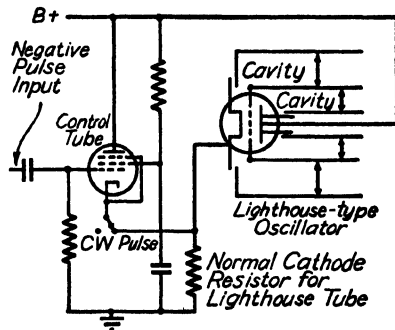 B+
Negative
Pulse
Input
Control
Tube
CW Pulse
Cavity
Cavity
Lighthouse-type
Oscillator
Normal Cathode
Resistor for
Lighthouse Tube